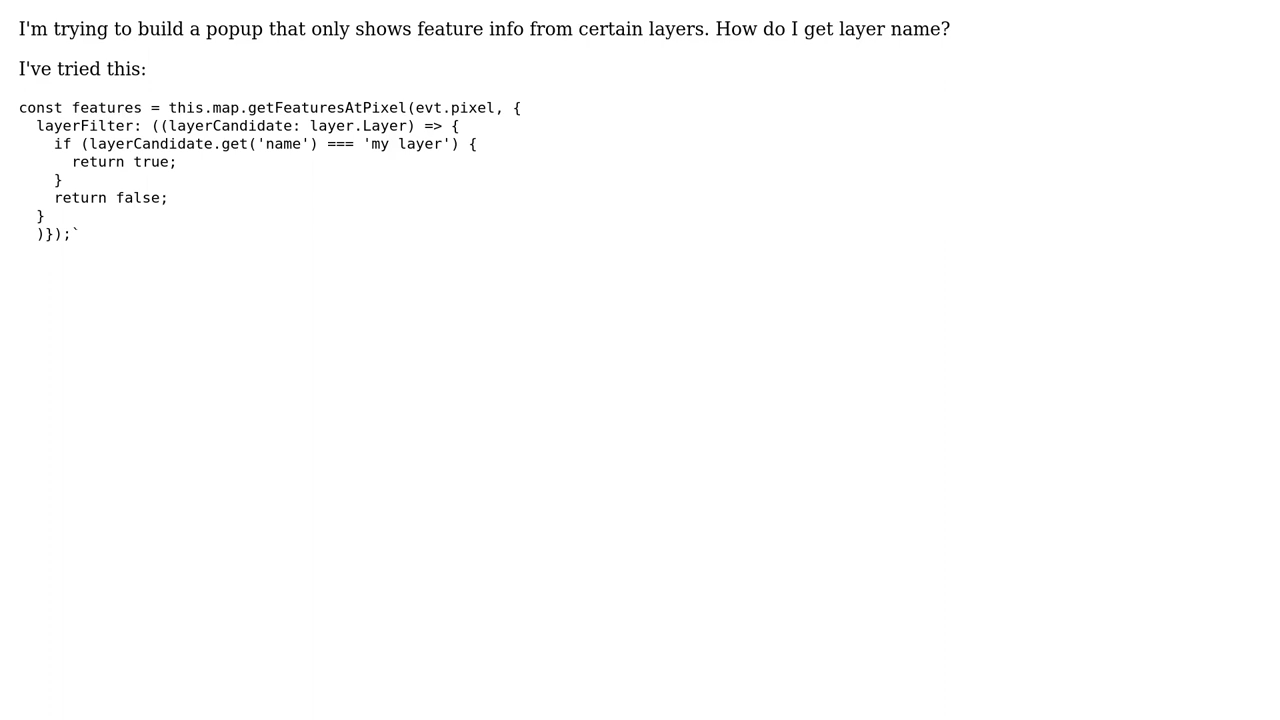 I'm trying to build a popup that only shows feature info from certain layers. How do I get layer name?
I've tried this:
const features = this.map.getFeaturesAtPixel(evt.pixel, {
  layerFilter: ((layerCandidate: layer.Layer) => {
    if (layerCandidate.get('name') === 'my layer') {
      return true;
    }
    return false;
  }
  )});`